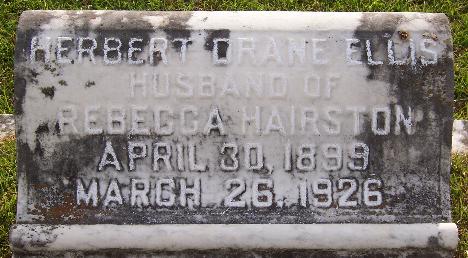 HERBERT DRANE ELLIS
HUSBAND OF
REBECCA HAIRSTON
APRIL 30, 1899
MARCH 26, 1926